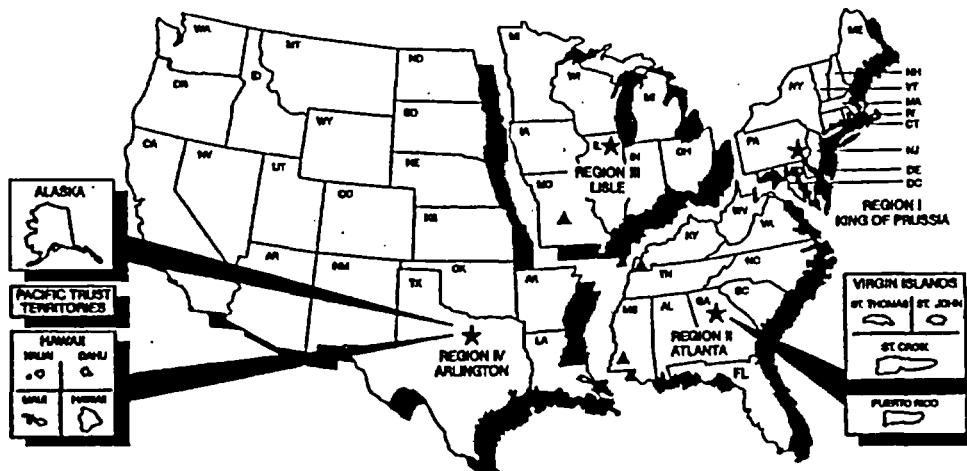 WA
MT
ND
MI
ME
OR
ID
WI
MI
NY
NH
VT
MA
RI
CT
WY
SD
IA
IL
IN
OH
PA
NJ
DE
DC
REGION III
LISLE
REGION I
KING OF PRUSSIA
CA
NV
UT
NE
CO
MO
KS
WV
VA
KY
ALASKA
PACIFIC TRUST
TERRITORIES
AR
NM
OK
TX
AR
TN
NC
SC
MS
AL
GA
LA
FL
REGION IV
ARLINGTON
REGION II
ATLANTA
HAWAII
KAUAI
OAHU
MAUI
HAWAII
VIRGIN ISLANDS
ST. THOMAS
ST. JOHN
ST. CROIX
PUERTO RICO